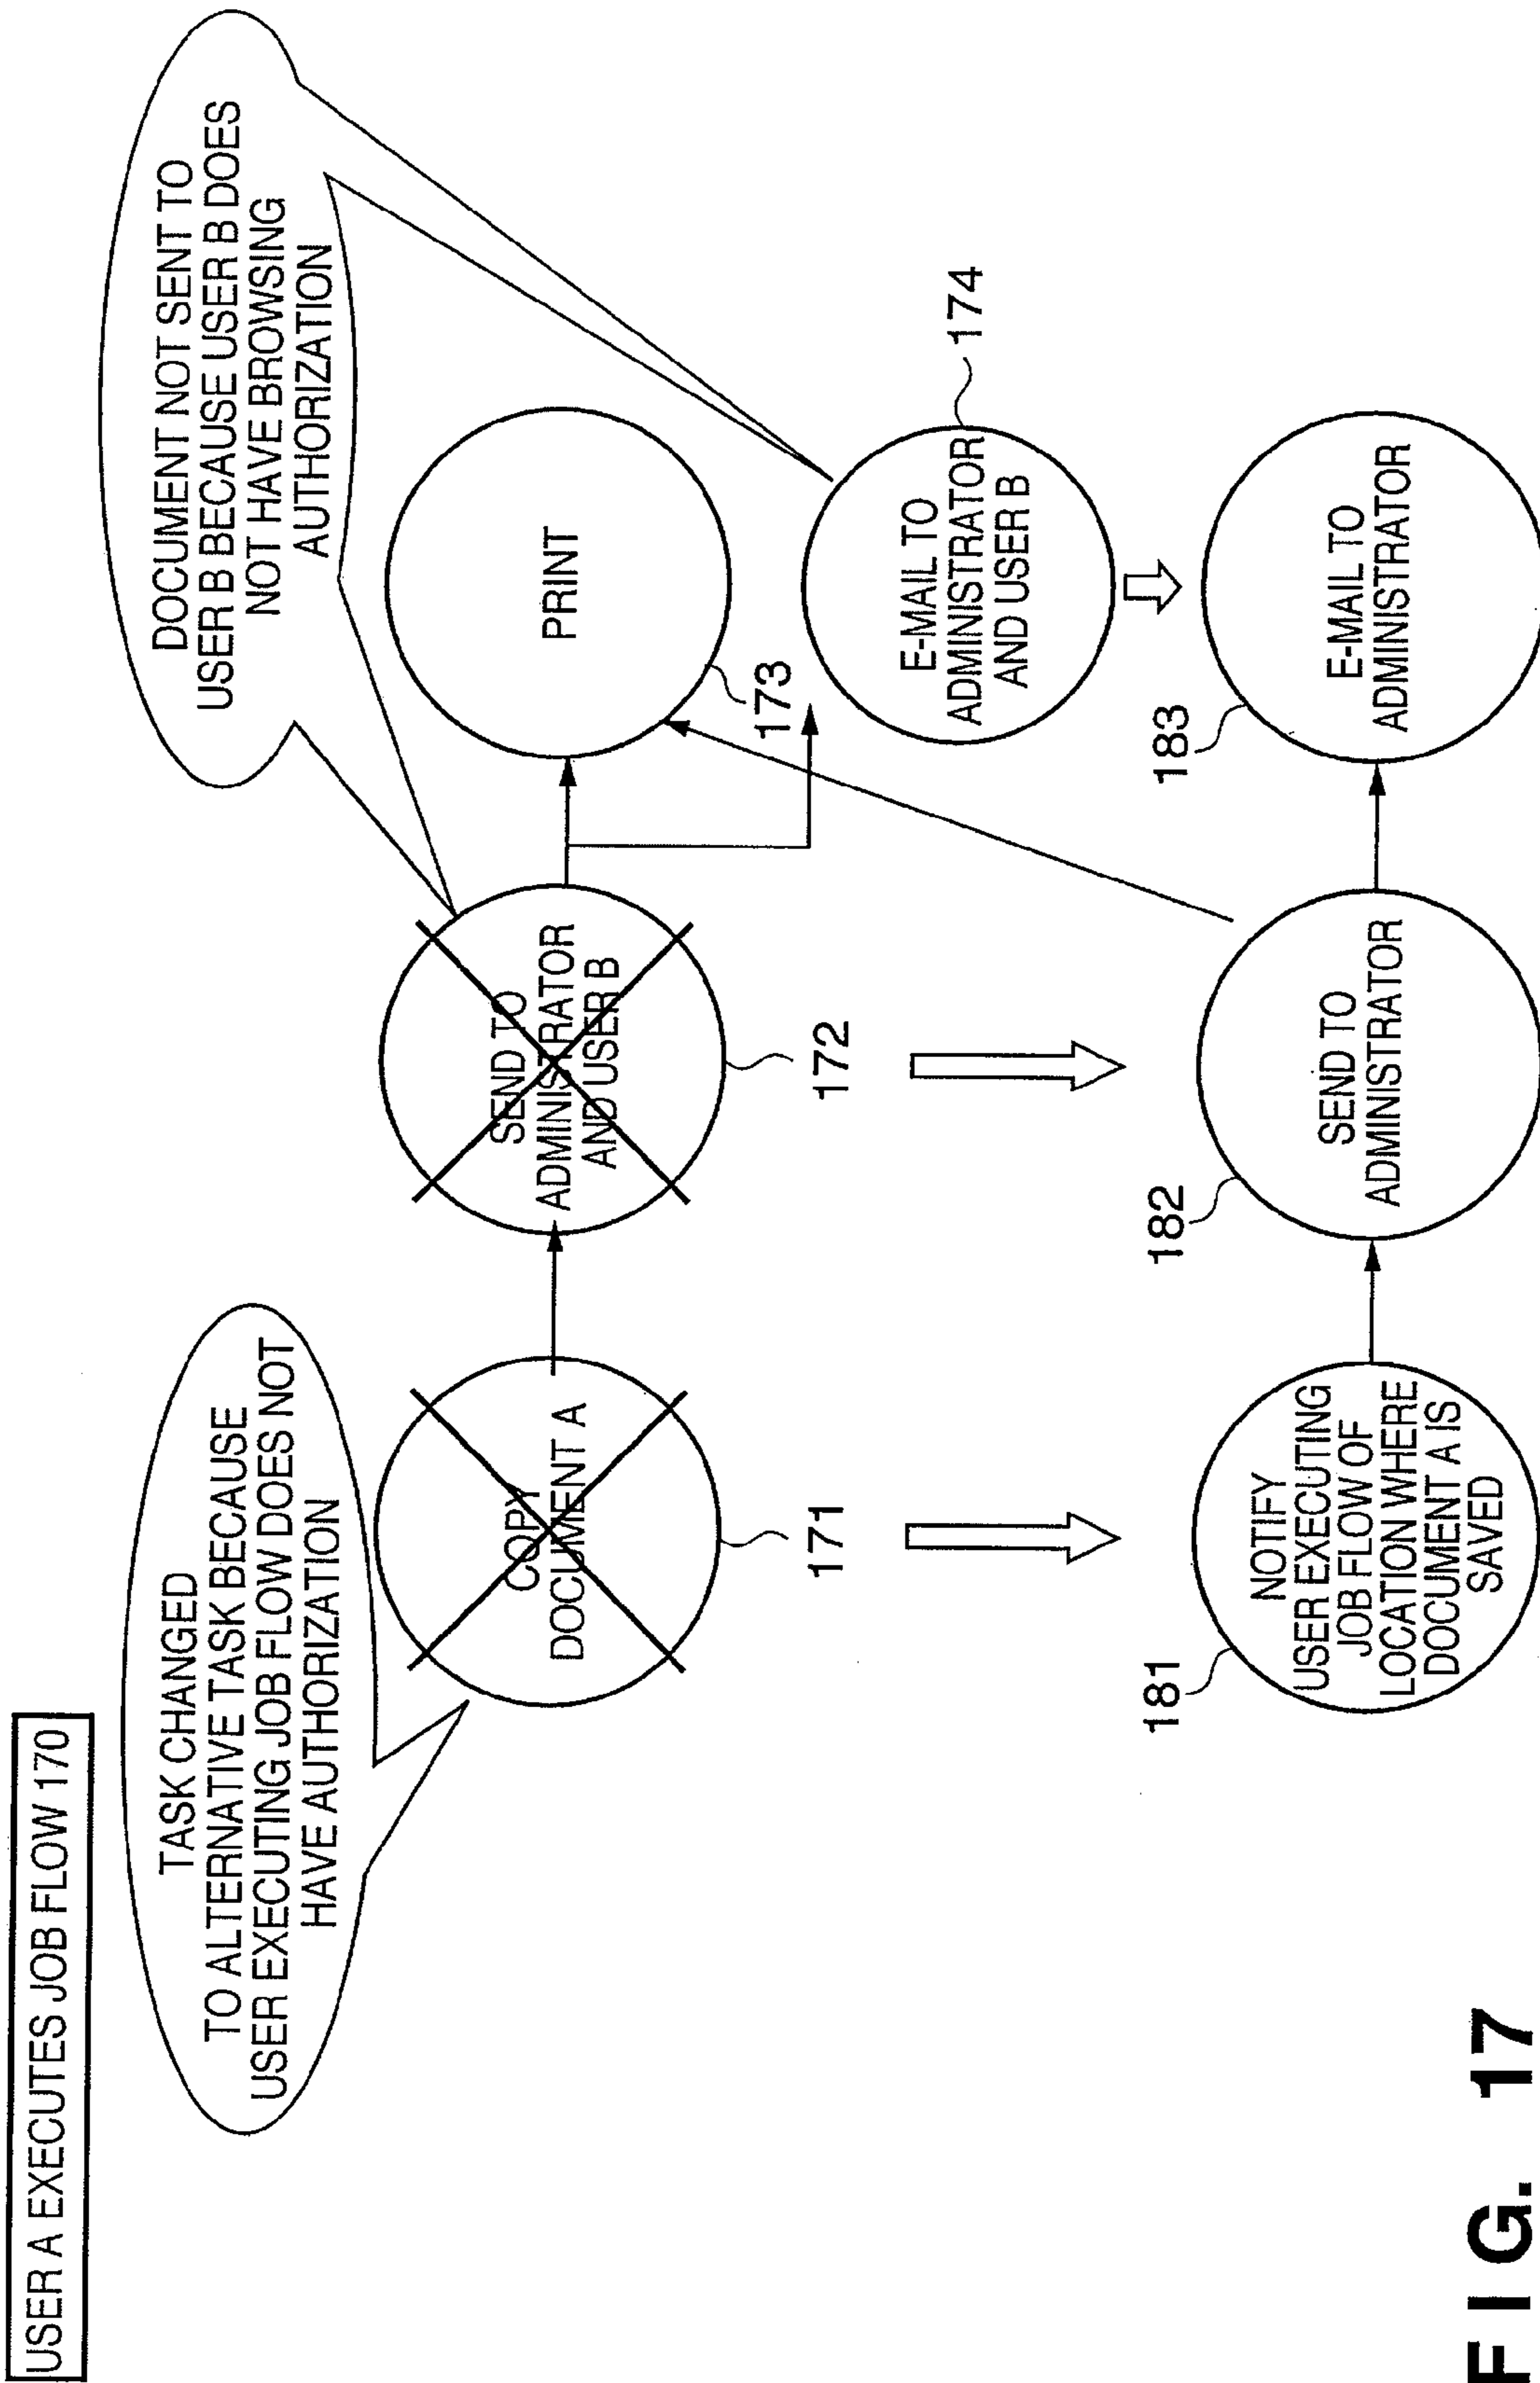 USER A EXECUTES JOB FLOW 170
TASK CHANGED
TO ALTERNATIVE TASK BECAUSE
USER EXECUTING JOB FLOW DOES NOT
HAVE AUTHORIZATION
DOCUMENT NOT SENT TO
USER B BECAUSE USER B DOES
NOT HAVE BROWSING
AUTHORIZATION
COPY
DOCUMENT A
171
SEND TO
ADMINISTRATOR
AND USER B
172
PRINT
173
E-MAIL TO
ADMINISTRATOR
AND USER B
174
NOTIFY
USER EXECUTING
JOB FLOW OF
LOCATION WHERE
DOCUMENT A IS
SAVED
181
SEND TO
ADMINISTRATOR
182
E-MAIL TO
ADMINISTRATOR
183
FIG. 17